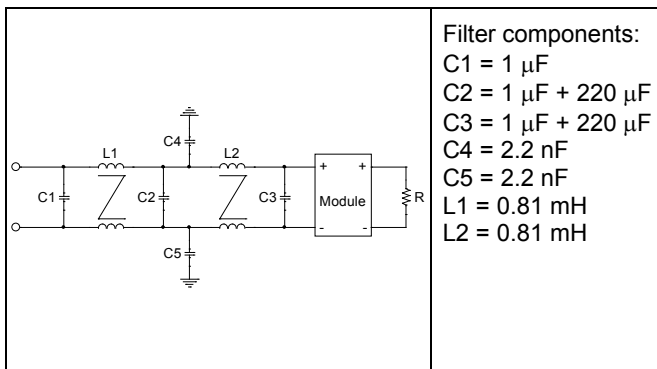 Filter components:
C1 = 1 μF
C2 = 1 μF + 220 μF
C3 = 1 μF + 220 μF
C4 = 2.2 nF
C5 = 2.2 nF
L1 = 0.81 mH
L2 = 0.81 mH
C4
L1
L2
+
+
C1
C2
C3
Module
R
-
-
C5